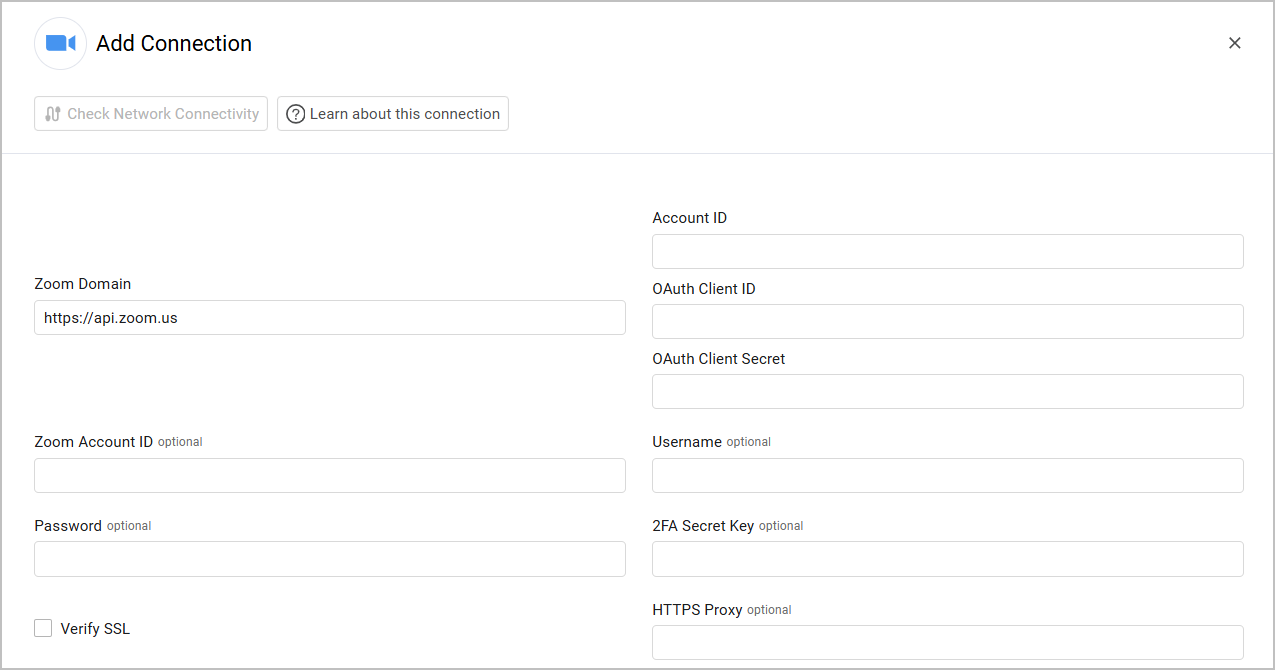 Add Connection
Check Network Connectivity
Learn about this connection
Account ID
Zoom Domain
https://api.zoom.us
OAuth Client ID
OAuth Client Secret
Zoom Account ID optional
Username optional
Password optional
2FA Secret Key optional
Verify SSL
HTTPS Proxy optional